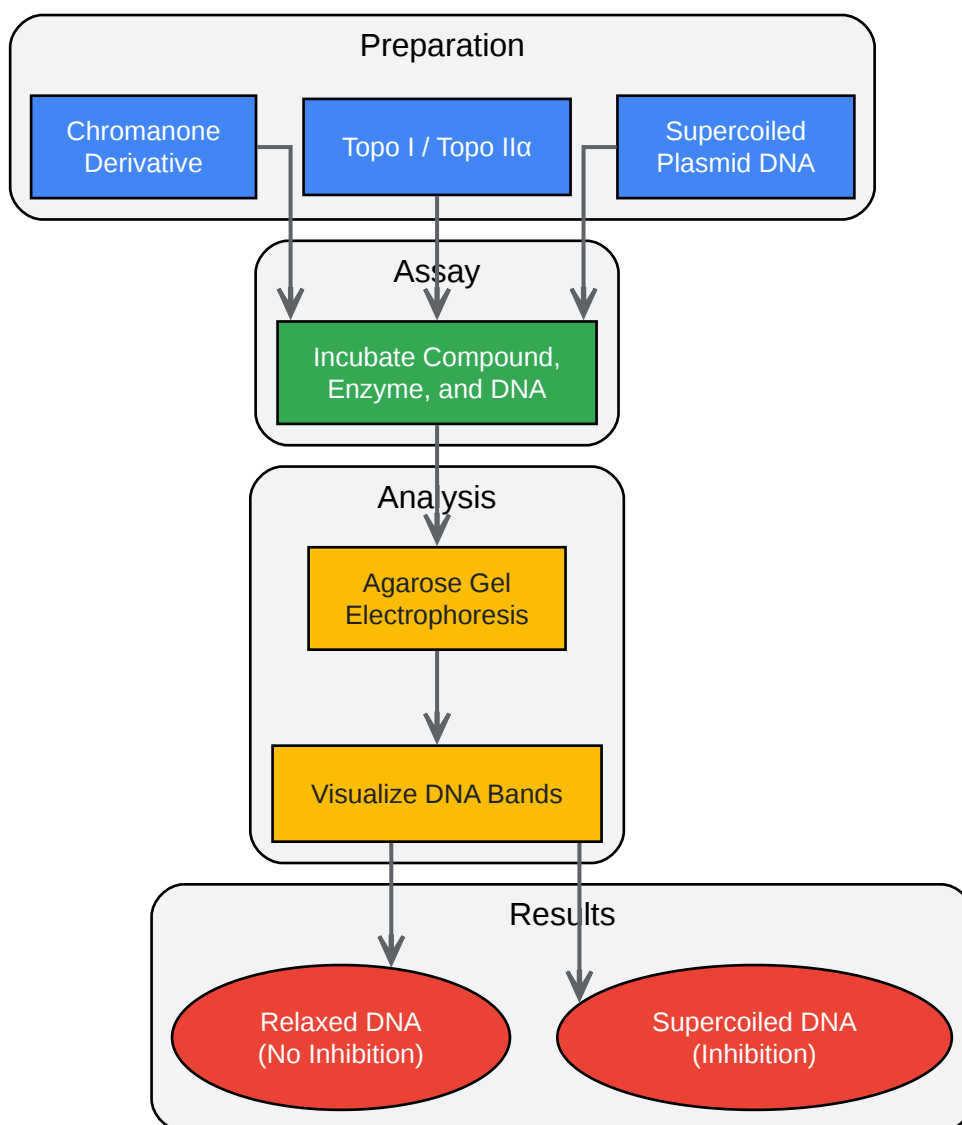 Preparation
Chromanone
Derivative
Topo I / Topo IIα
Supercoiled
Plasmid DNA
Assay
Incubate Compound,
Enzyme, and DNA
Analysis
Agarose Gel
Electrophoresis
Visualize DNA Bands
Results
Relaxed DNA
(No Inhibition)
Supercoiled DNA
(Inhibition)